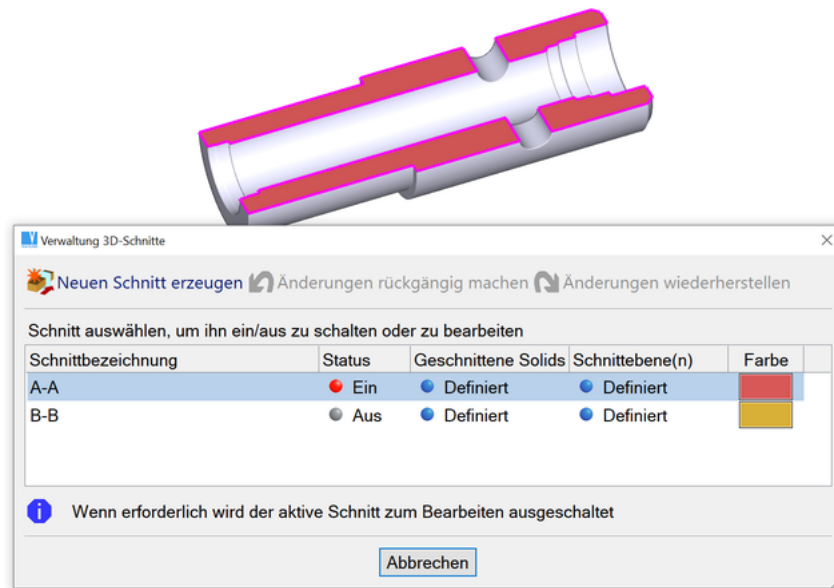 Verwaltung 3D-Schnitte
Neuen Schnitt erzeugen Änderungen rückgängig machen Änderungen wiederherstellen
Schnitt auswählen, um ihn ein/aus zu schalten oder zu bearbeiten
Schnittbezeichnung Status Geschnittene Solids Schnittebene(n) Farbe
A-A Ein Definiert Definiert
B-B Aus Definiert Definiert
Wenn erforderlich wird der aktive Schnitt zum Bearbeiten ausgeschaltet
Abbrechen